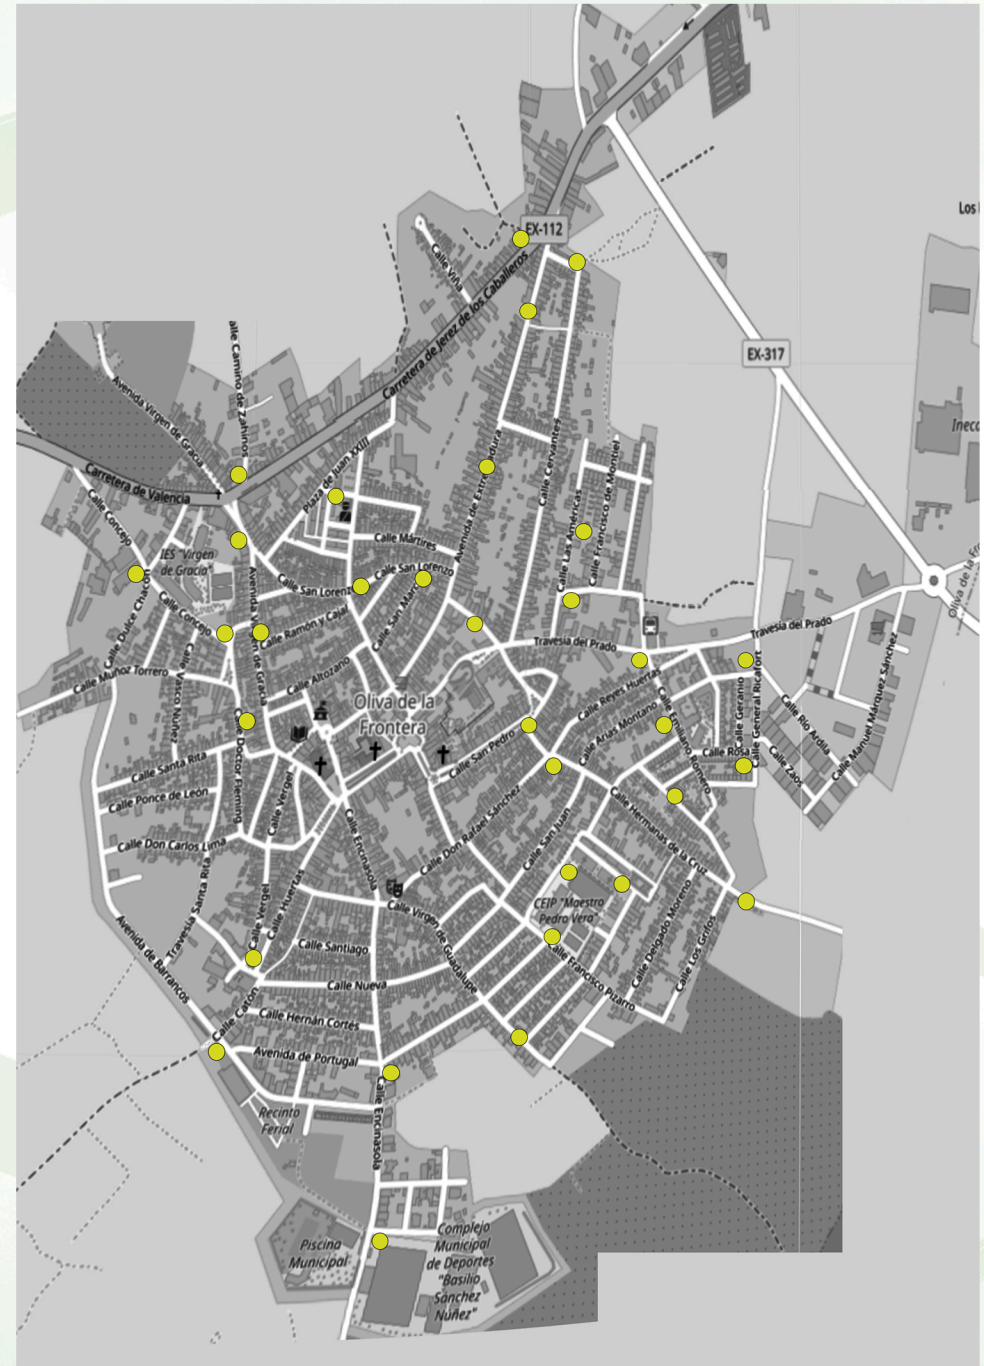 EX-112
Los
Calle Viña
Carretera de Jerez de los Caballeros
EX-317
alle Camino de Zahinos
Avenida Virgen de Gracia
Carretera de Valencia
Plaza de Juan XXIII
Avenida de Extremadura
Calle Cervantes
Calle Las Américas
Calle Francisco de Montiel
Calle Concejo
IES "Virgen
de Gracia"
Calle Mártires
Calle San Lorenzo
Calle San Lorenzo
Calle San Marcos
Calle Dulce Chacón
Calle Concejo
Avenida Virgen de Gracia
Calle Ramón y Cajal
Calle Altozano
Travesía del Prado
Travesía del Prado
Oliva de la
Calle Muñoz Torrero
Calle Vasco Núñez
Calle Doctor Fleming
Oliva de la
Frontera
Calle Reyes Huertas
Calle Arias Montano
Calle Emiliano Romero
Calle Geranio
Calle General Ricafort
Calle Rosa
Calle Río Ardila
Calle Zaos
Calle Manuel Márquez Sánchez
Calle San Pedro
Calle Santa Rita
Calle Ponce de León
Calle Don Carlos Lima
Calle Vergel
Calle Encinasola
Calle Don Rafael Sánchez
Calle San Juan
Calle Hermanas de la Cruz
Travesía Santa Rita
Calle Vergel
Calle Huertas
CEIP "Maestro
Pedro Vera"
Calle Virgen de Guadalupe
Calle Francisco Pizarro
Calle Delgado Moreno
Calle Los Grifos
Avenida de Barrancos
Calle Santiago
Calle Nueva
Calle Catón
Calle Hernán Cortés
Avenida de Portugal
Recinto
Ferial
Calle Encinasola
Piscina
Municipal
Complejo
Municipal
de Deportes
"Basilio
Sánchez
Núñez"